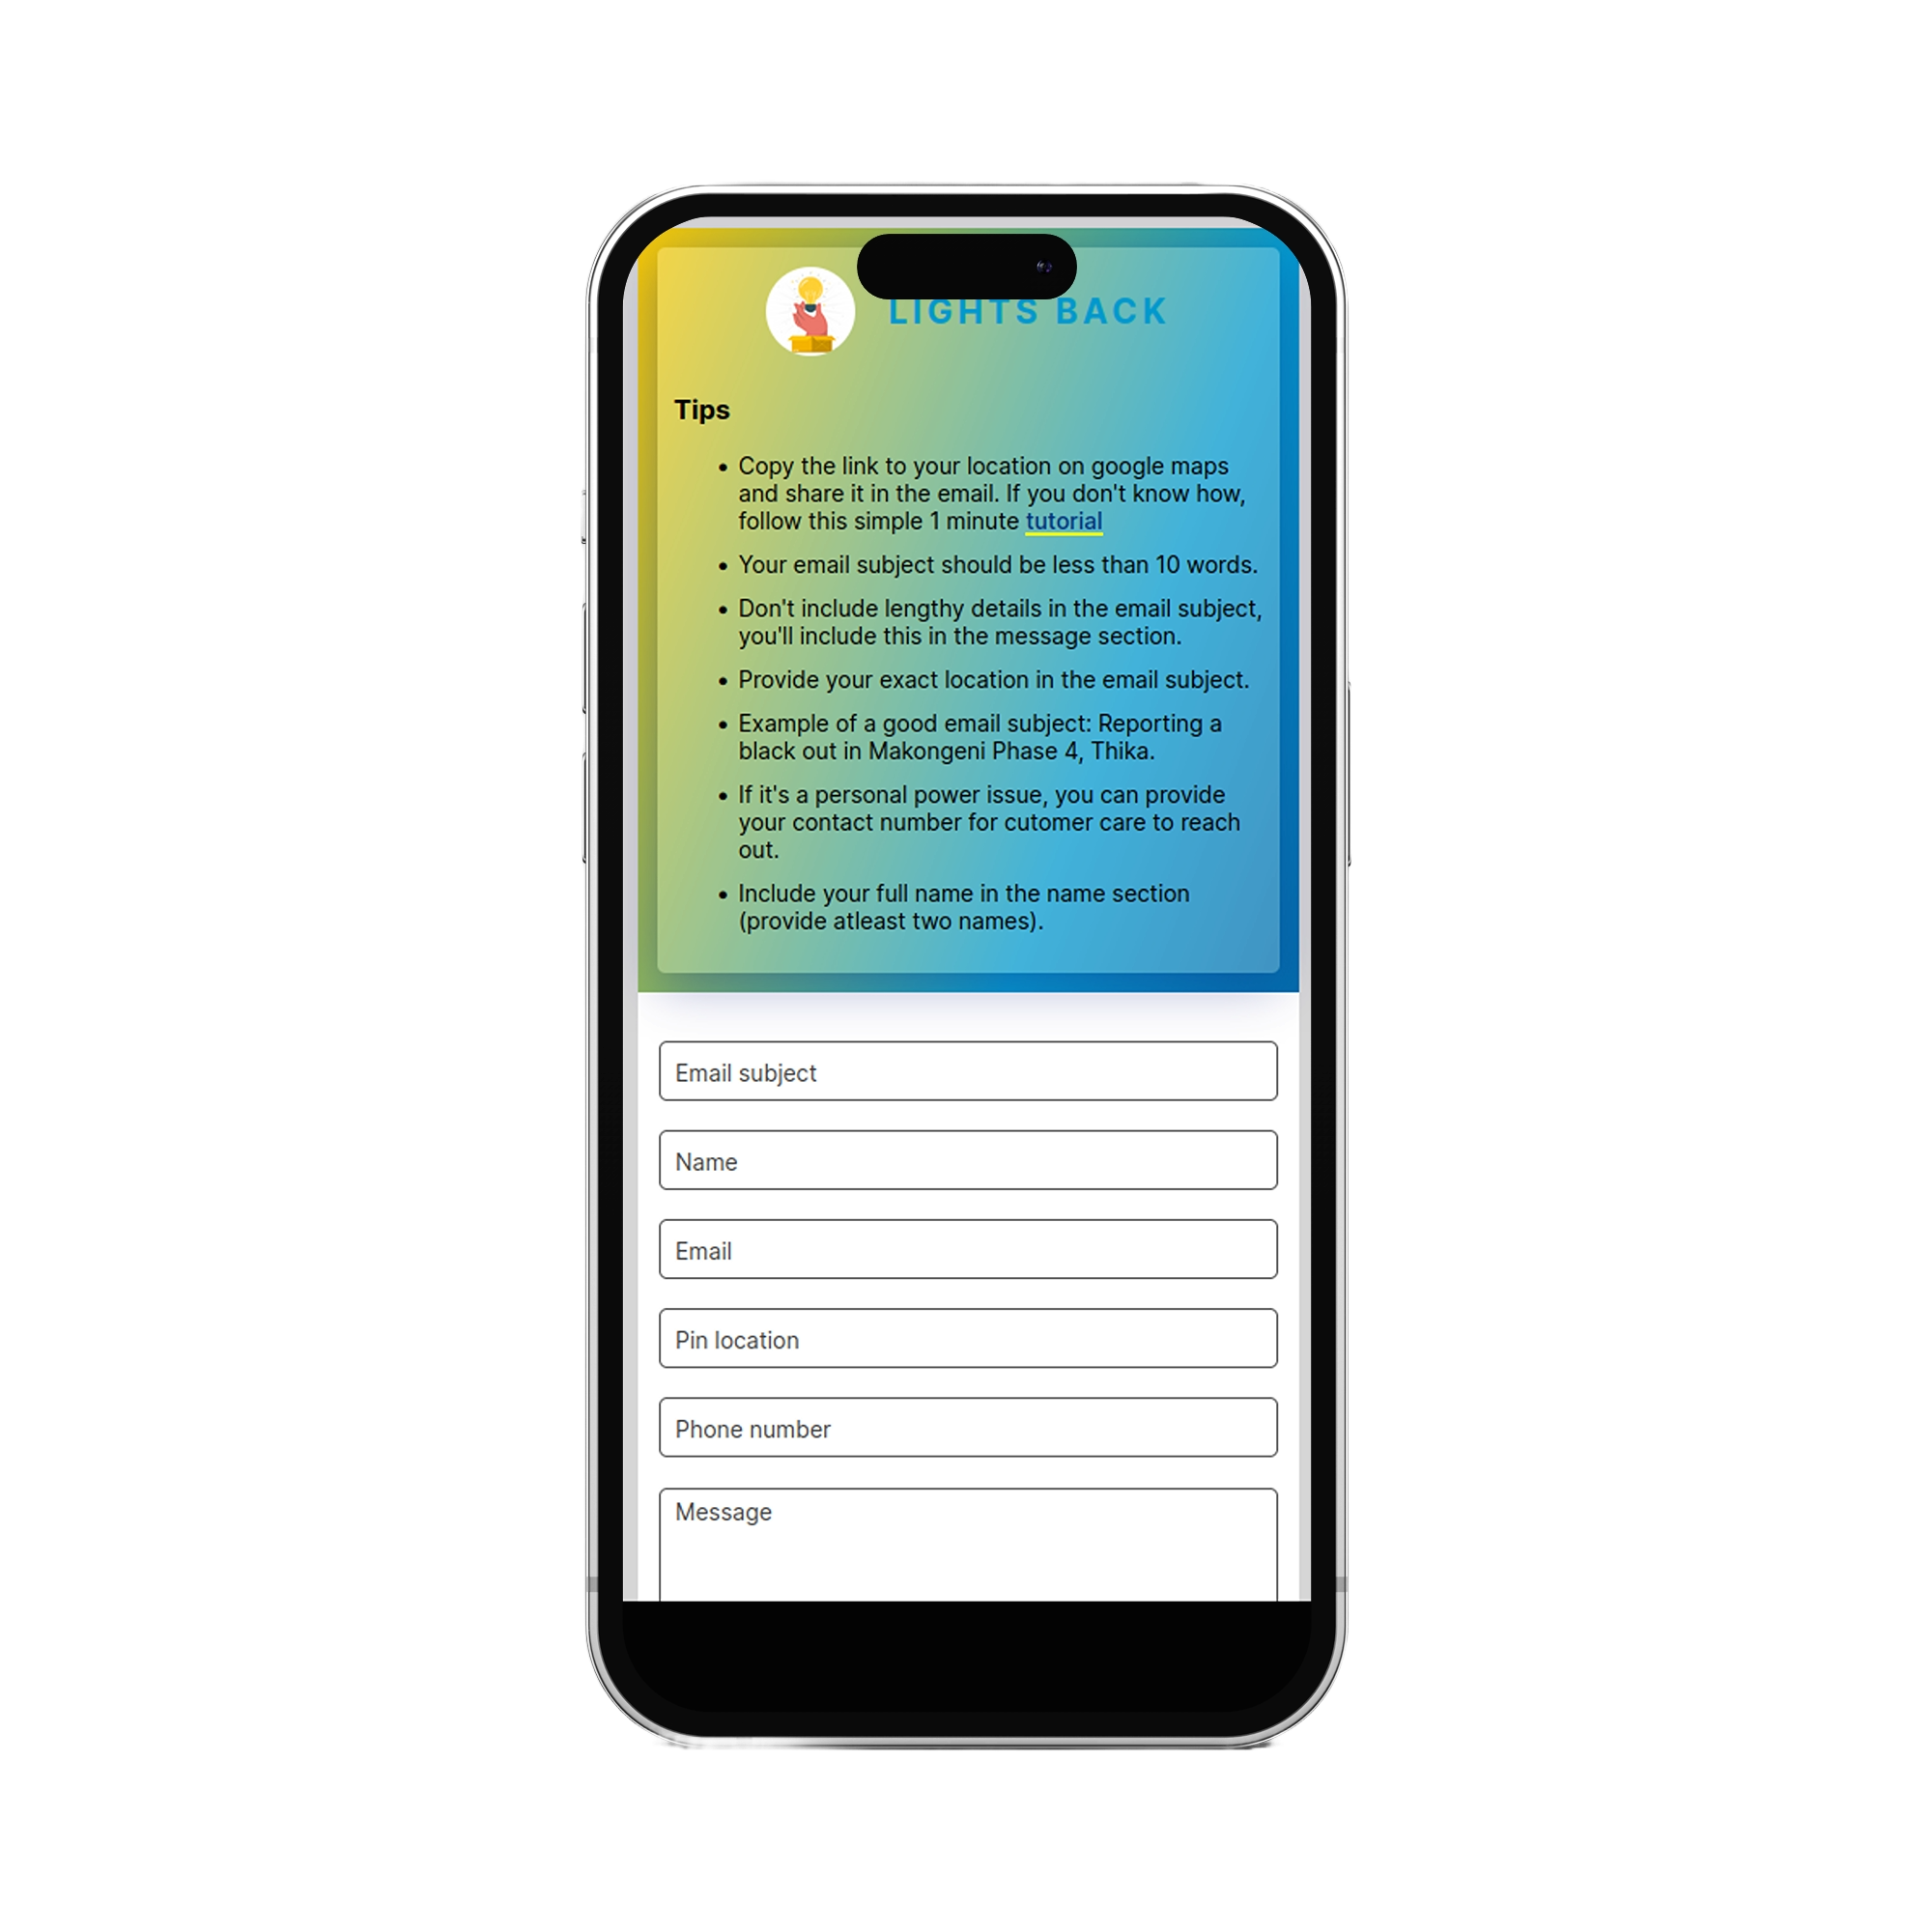 LIGHTS BACK
Tips
• Copy the link to your location on google maps
and share it in the email. If you don't know how,
follow this simple 1 minute tutorial
• Your email subject should be less than 10 words.
• Don't include lengthy details in the email subject,
you'll include this in the message section.
• Provide your exact location in the email subject.
• Example of a good email subject: Reporting a
black out in Makongeni Phase 4, Thika.
• If it's a personal power issue, you can provide
your contact number for cutomer care to reach
out.
• Include your full name in the name section
(provide atleast two names).
Email subject
Name
Email
Pin location
Phone number
Message